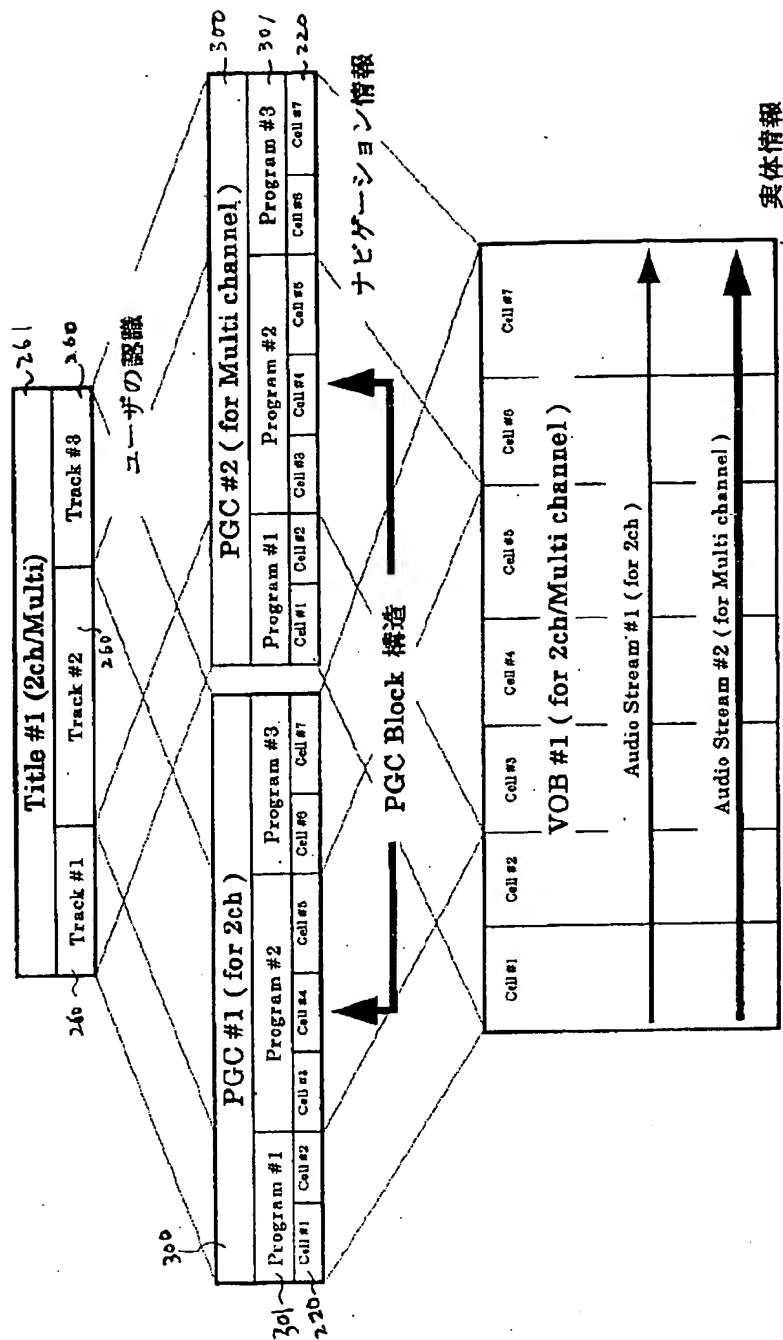 261
Title #1 (2ch/Multi)
260 Track #1 Track #2 Track #3 260
260
ユーザの認識
300 PGC #1 ( for 2ch )
301 Program #1 Program #2 Program #3
220 Cell #1 Cell #2 Cell #3 Cell #4 Cell #5 Cell #6 Cell #7
PGC #2 ( for Multi channel ) 300
Program #1 Program #2 Program #3 301
Cell #1 Cell #2 Cell #3 Cell #4 Cell #5 Cell #6 Cell #7 220
ナビゲーション情報
PGC Block 構造
Cell #1 Cell #2 Cell #3 Cell #4 Cell #5 Cell #6 Cell #7
VOB #1 ( for 2ch/Multi channel )
Audio Stream #1 ( for 2ch )
Audio Stream #2 ( for Multi channel )
実体情報